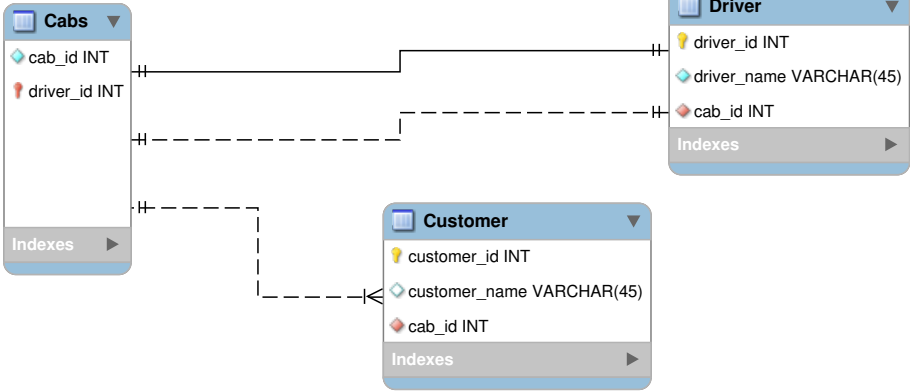 Cabs
cab_id INT
driver_id INT
Indexes
Driver
driver_id INT
driver_name VARCHAR(45)
cab_id INT
Indexes
Customer
customer_id INT
customer_name VARCHAR(45)
cab_id INT
Indexes